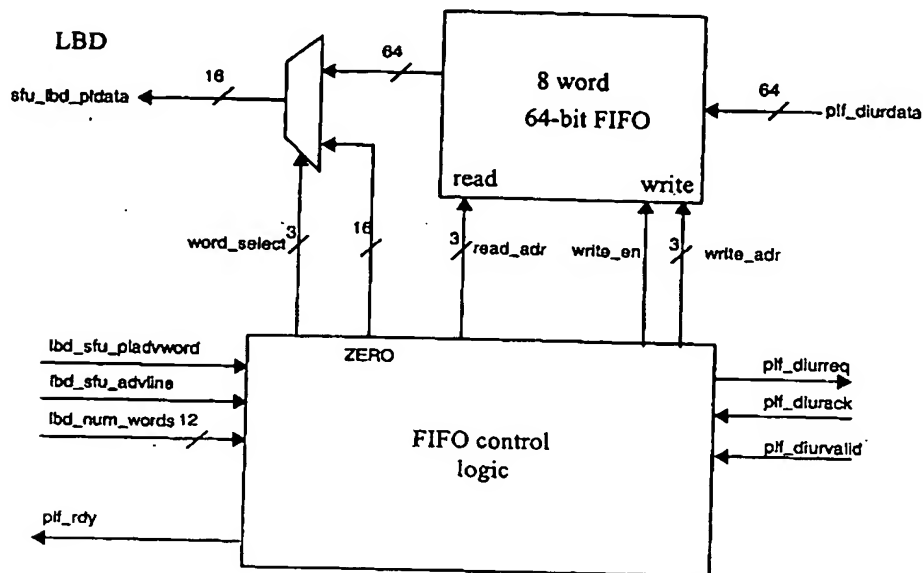 LBD
16
64
8 word
64-bit FIFO
64
sfu_lbd_pldata
plf_diurdata
read
write
word_select
3
16
3
read_adr
write_en
3
write_adr
lbd_sfu_pladvword
ZERO
plf_diurreq
lbd_sfu_advline
plf_diurack
lbd_num_words 12
FIFO control
logic
plf_diurvalid
plf_rdy